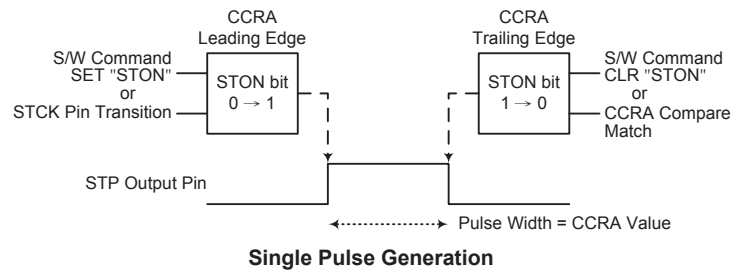 CCRA
Leading Edge
S/W Command
SET "STON"
or
STCK Pin Transition
STON bit
0 → 1
CCRA
Trailing Edge
STON bit
1 → 0
S/W Command
CLR "STON"
or
CCRA Compare
Match
STP Output Pin
Pulse Width = CCRA Value
Single Pulse Generation